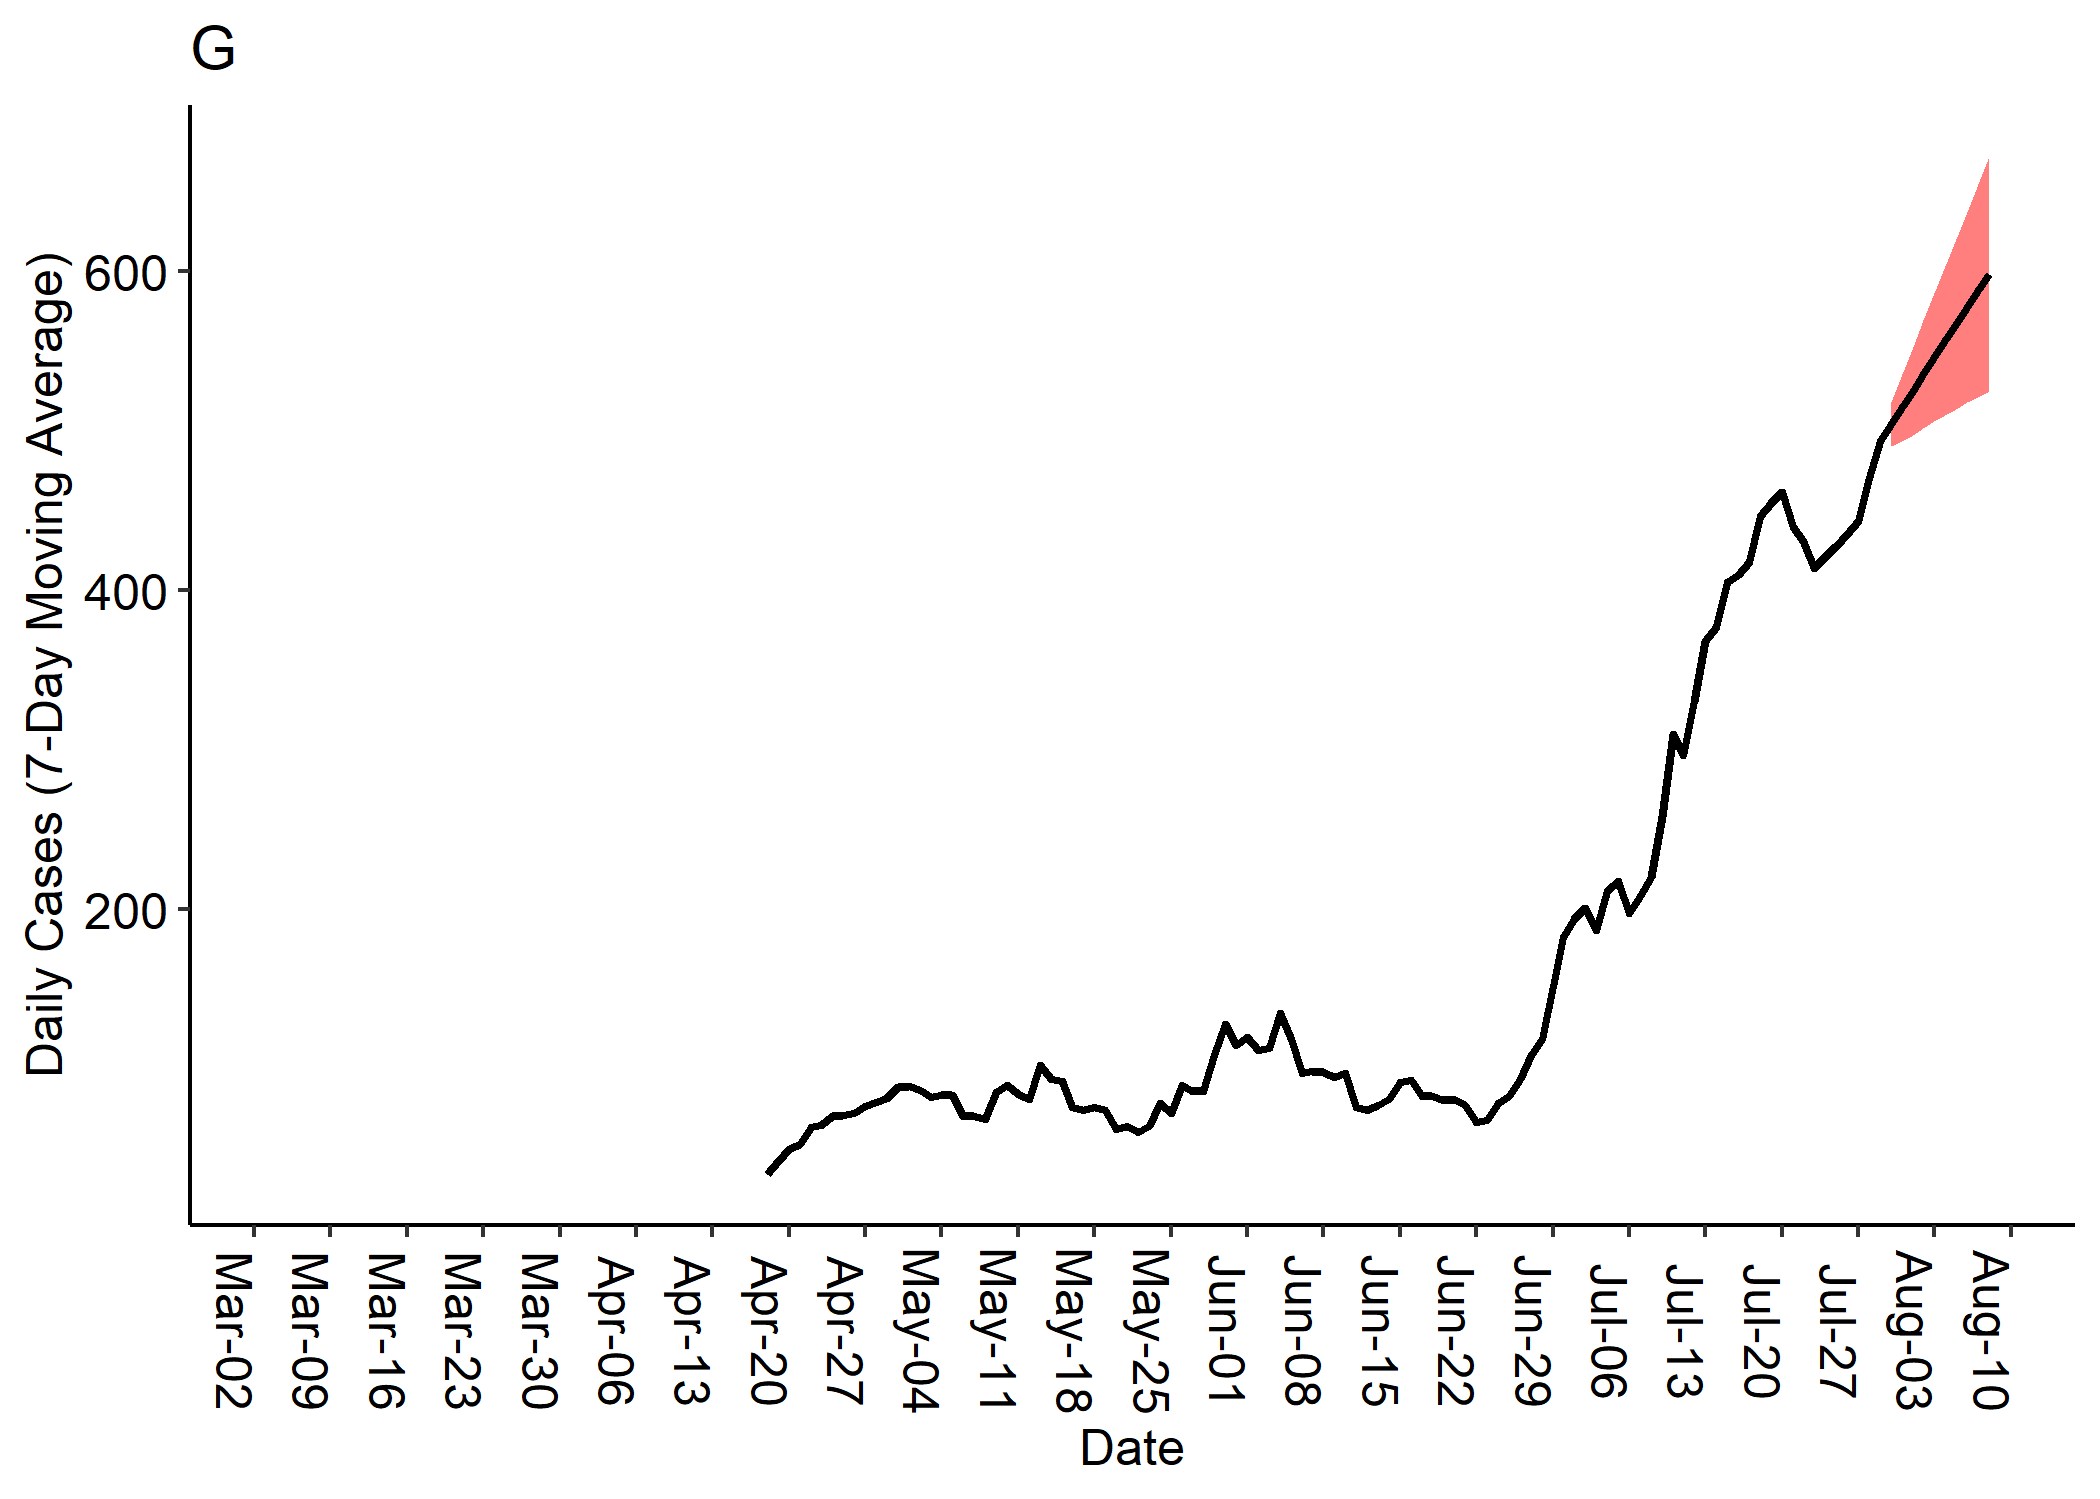 G
Daily Cases (7-Day Moving Average)
600
400
200
Mar-02
Mar-09
Mar-16
Mar-23
Mar-30
Apr-06
Apr-13
Apr-20
Apr-27
May-04
May-11
May-18
May-25
Jun-01
Jun-08
Jun-15
Jun-22
Jun-29
Jul-06
Jul-13
Jul-20
Jul-27
Aug-03
Aug-10
Date